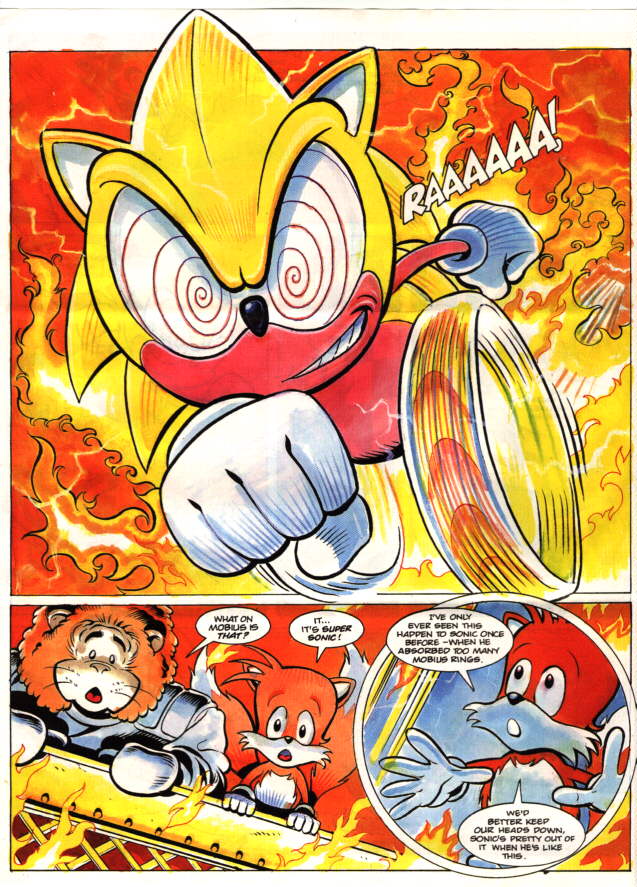 RAAAAAA!
WHAT ON
MOBIUS IS
THAT?
IT...
IT'S SUPER
SONIC!
I'VE ONLY
EVER SEEN THIS
HAPPEN TO SONIC ONCE
BEFORE - WHEN HE
ABSORBED TOO MANY
MOBIUS RINGS.
WE'D
BETTER KEEP
OUR HEADS DOWN,
SONIC'S PRETTY OUT OF
IT WHEN HE'S LIKE
THIS.